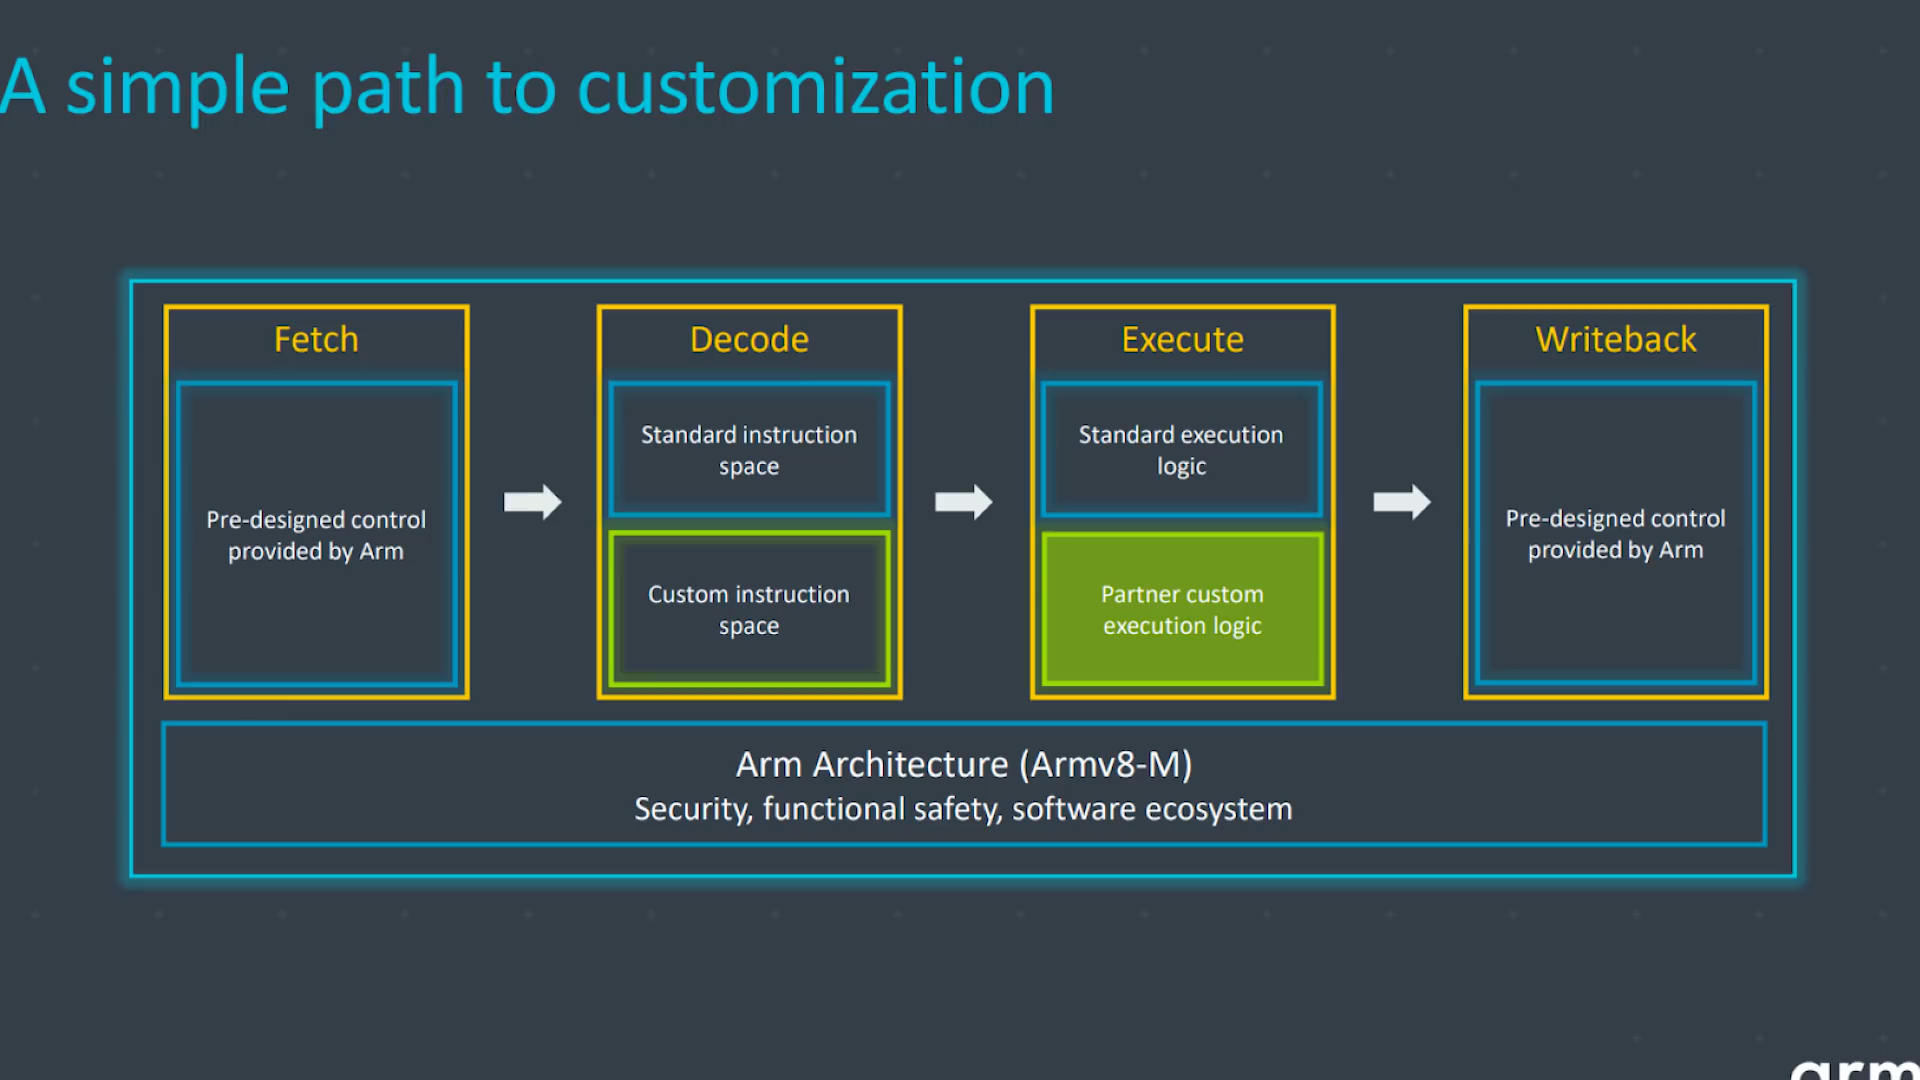 A simple path to customization
Fetch
Pre-designed control
provided by Arm
Decode
Standard instruction
space
Custom instruction
space
Execute
Standard execution
logic
Partner custom
execution logic
Writeback
Pre-designed control
provided by Arm
Arm Architecture (Armv8-M)
Security, functional safety, software ecosystem
arm